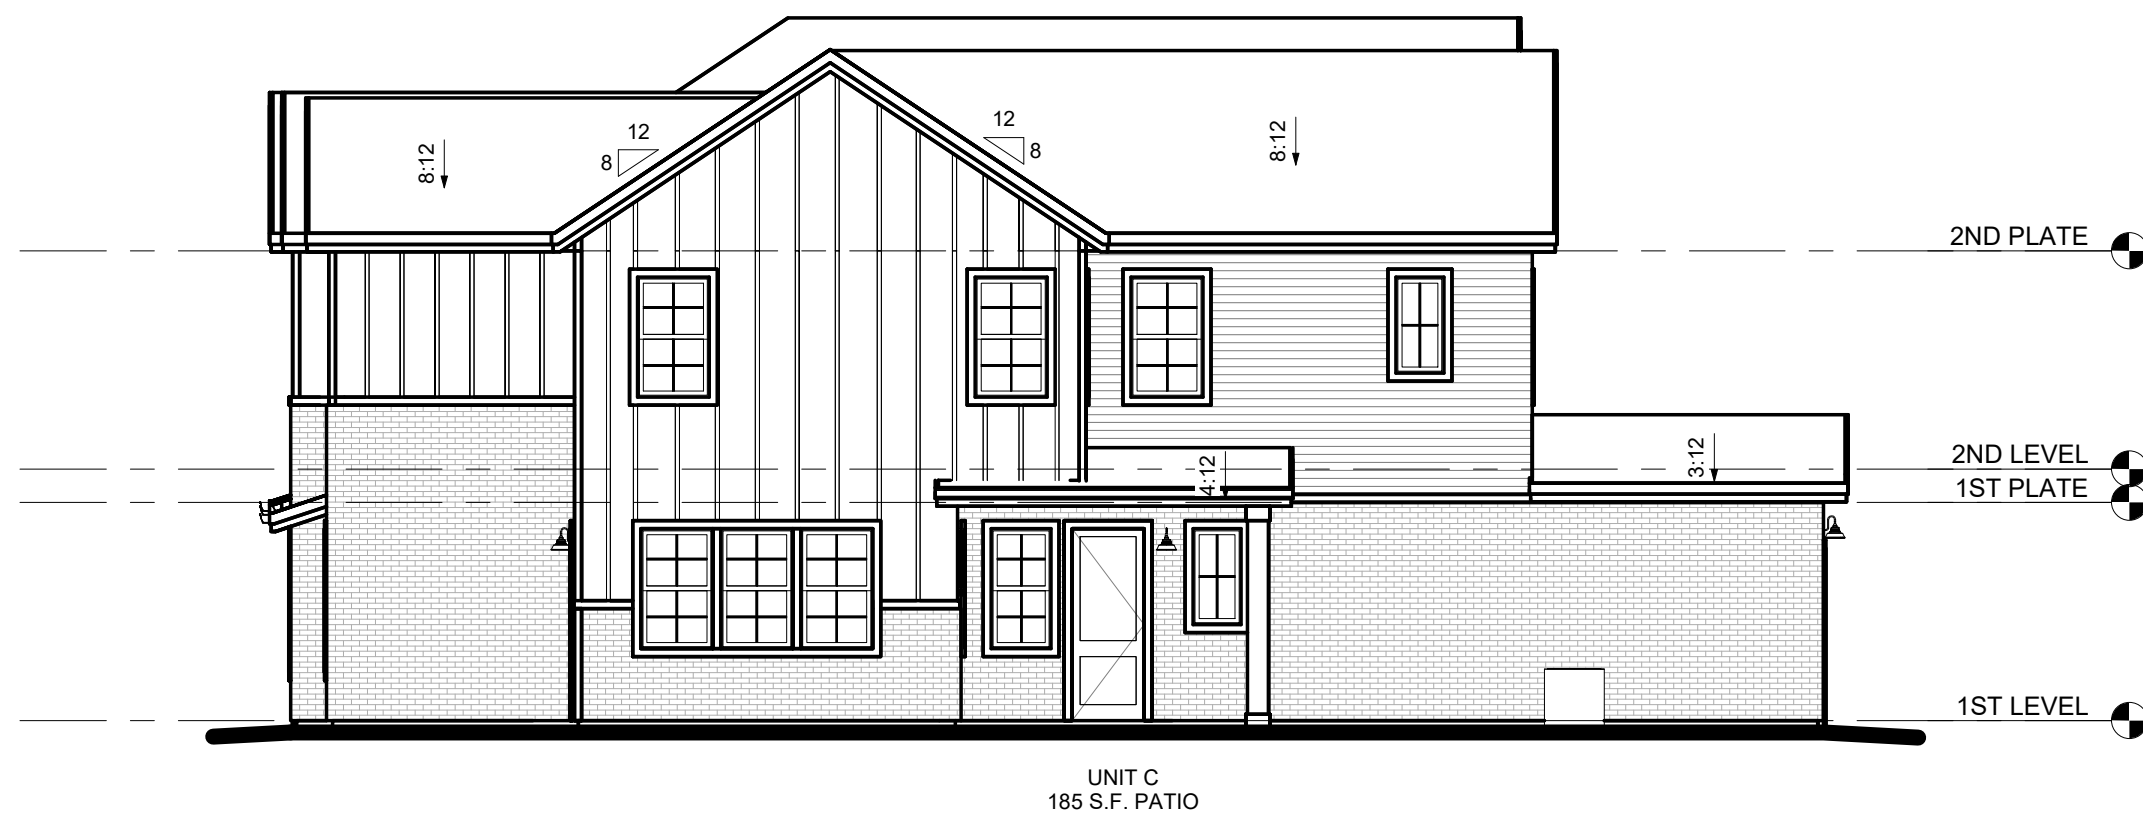 12
8
12
8
8:12
8:12
2ND PLATE
4:12
3:12
2ND LEVEL
1ST PLATE
1ST LEVEL
UNIT C
185 S.F. PATIO